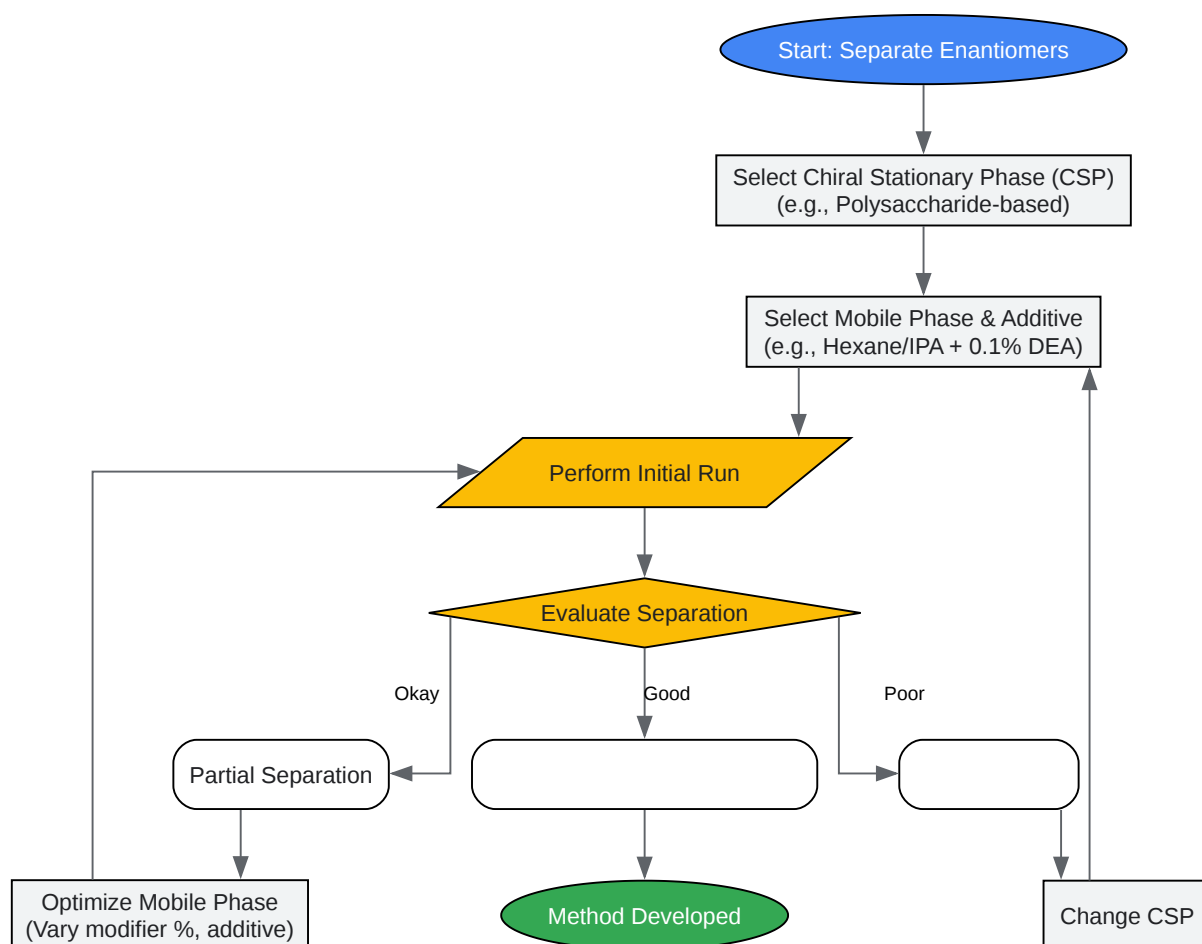 Start: Separate Enantiomers
Select Chiral Stationary Phase (CSP)
(e.g., Polysaccharide-based)
Select Mobile Phase & Additive
(e.g., Hexane/IPA + 0.1% DEA)
Perform Initial Run
Evaluate Separation
Okay
Good
Poor
Partial Separation
Optimize Mobile Phase
(Vary modifier %, additive)
Method Developed
Change CSP